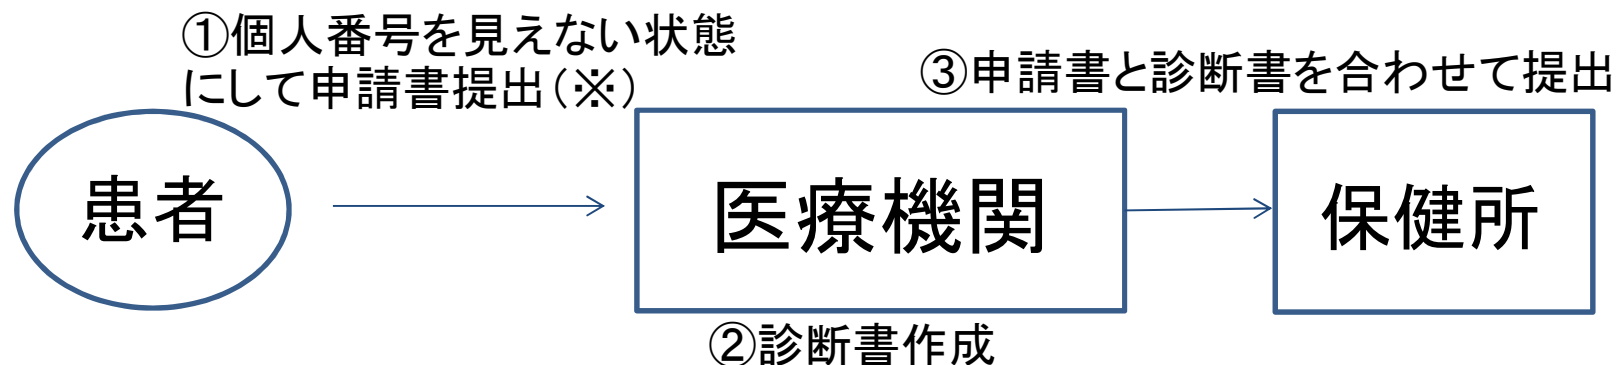 ①個人番号を見えない状態
にして申請書提出（※）
③申請書と診断書を合わせて提出
患者
医療機関
保健所
②診断書作成